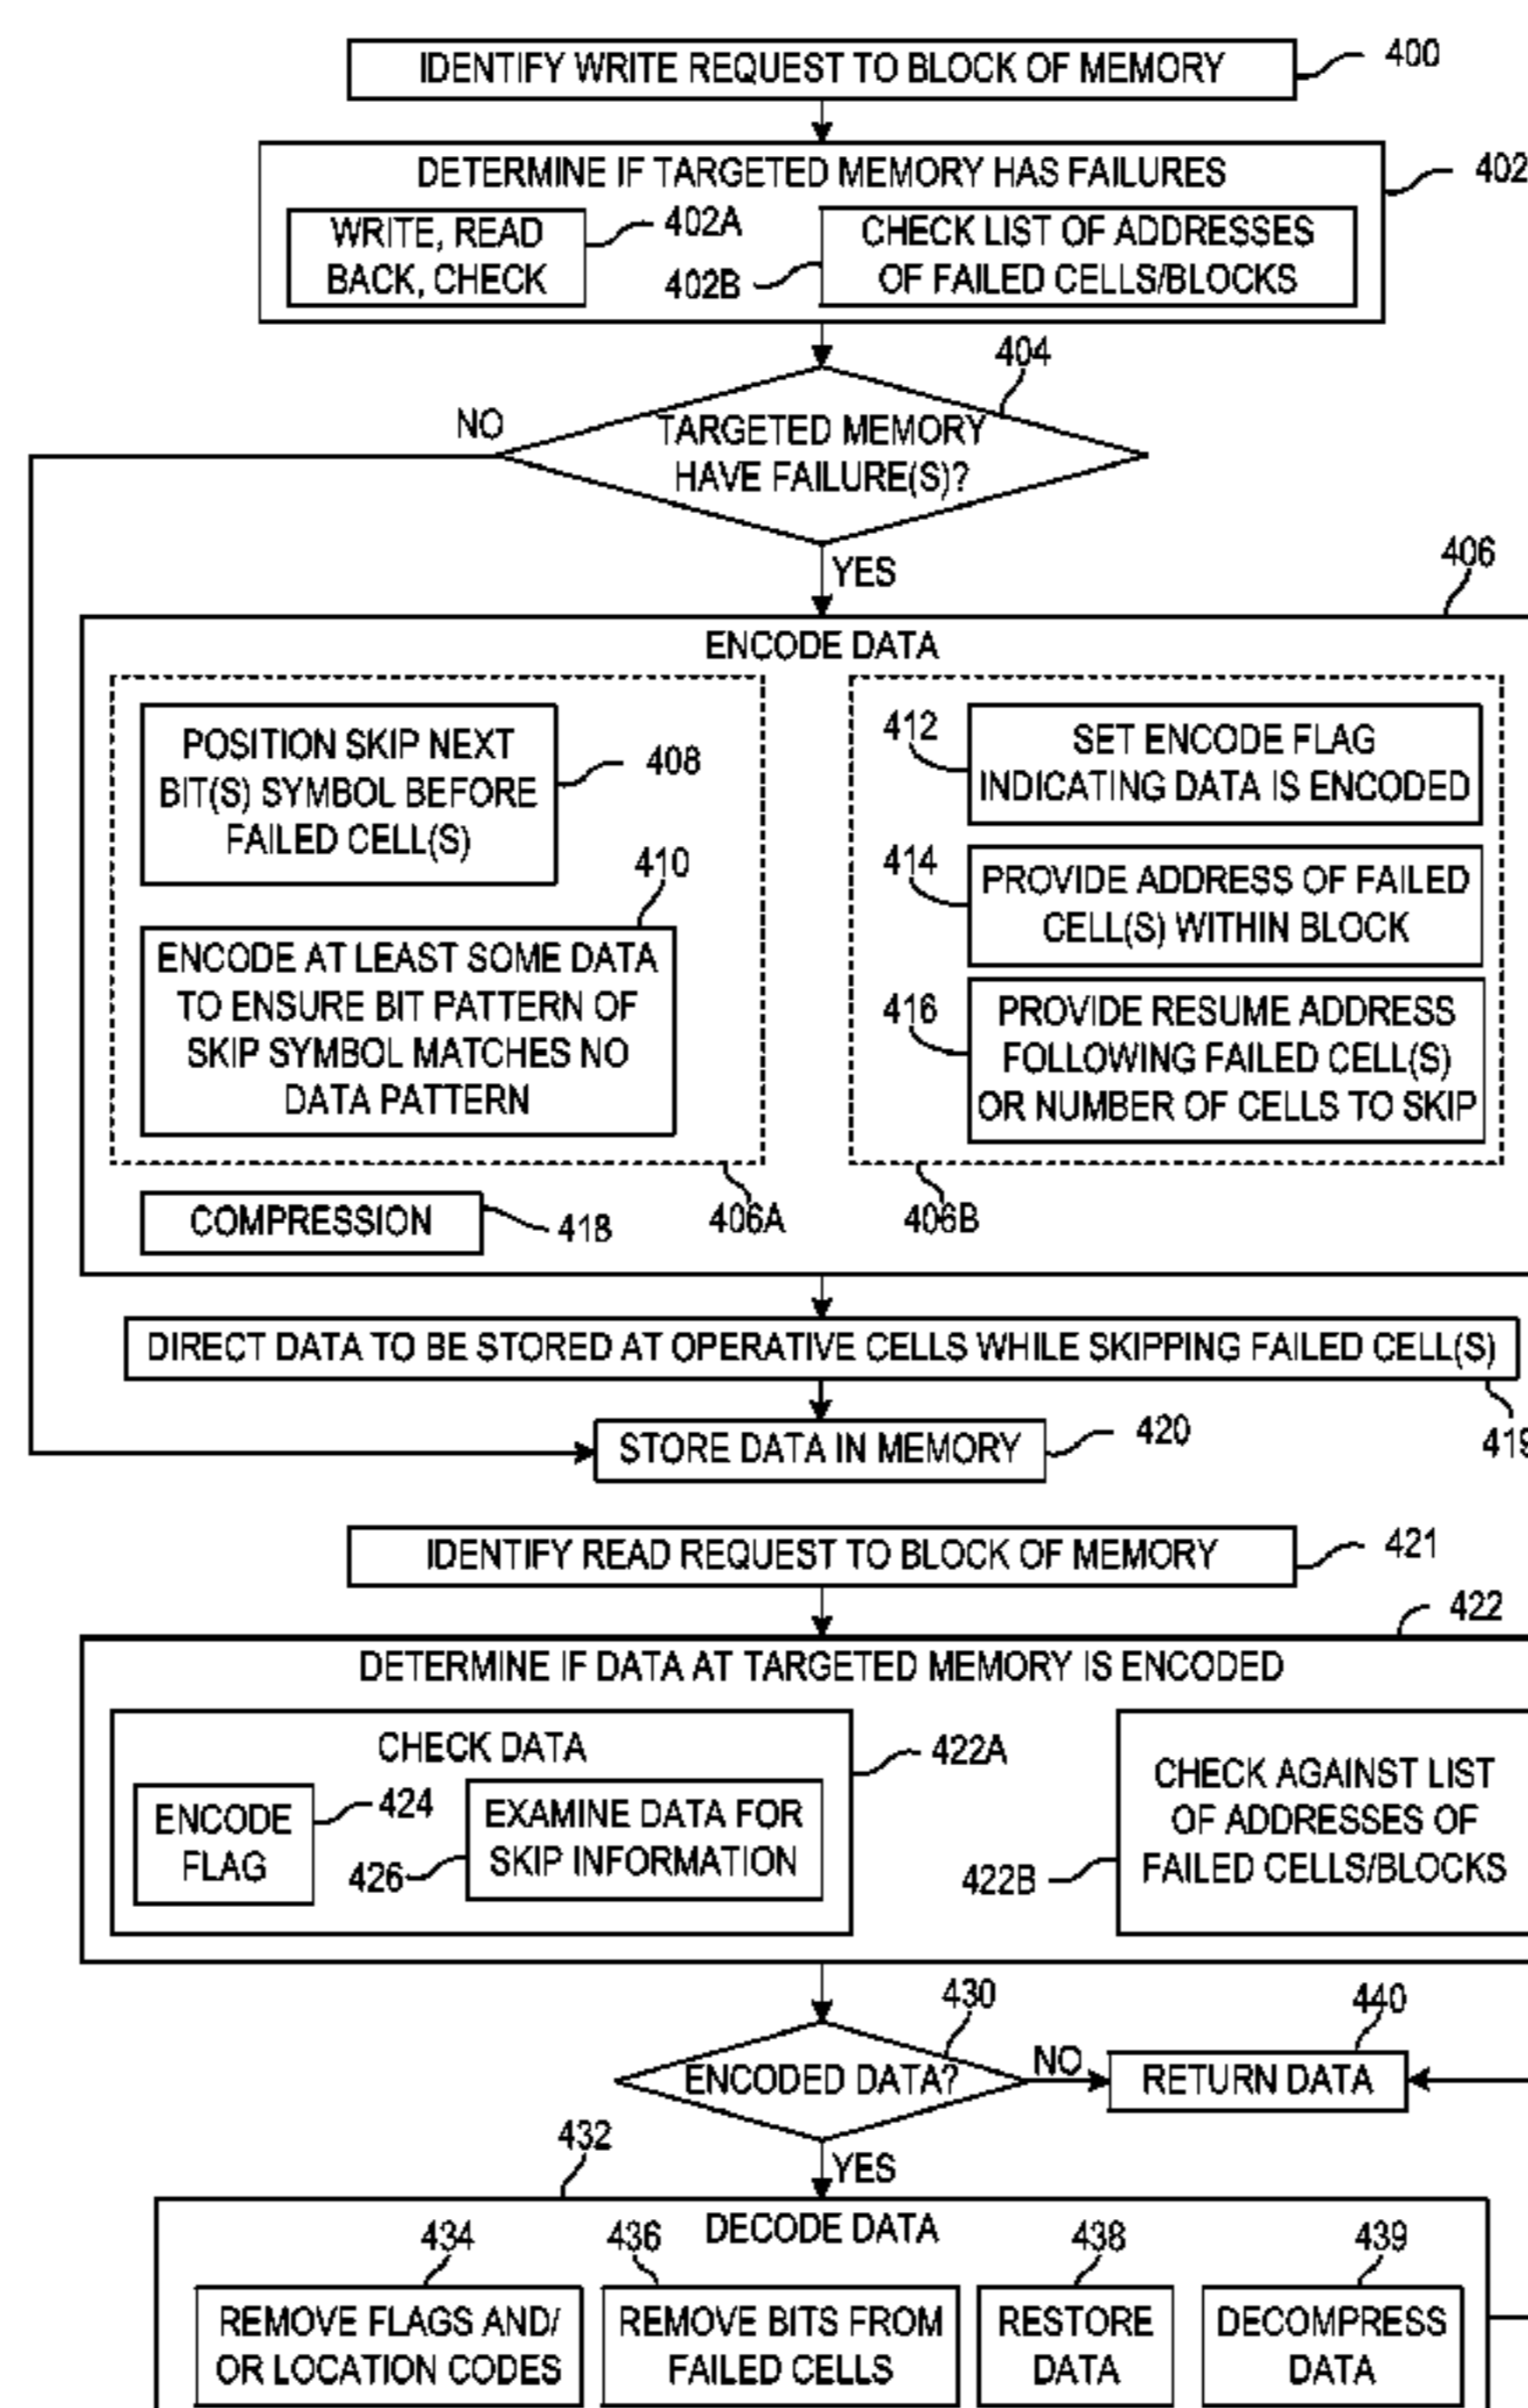 IDENTIFY WRITE REQUEST TO BLOCK OF MEMORY
400
DETERMINE IF TARGETED MEMORY HAS FAILURES
402
WRITE, READ
BACK, CHECK
402A
402B
CHECK LIST OF ADDRESSES
OF FAILED CELLS/BLOCKS
404
NO
TARGETED MEMORY
HAVE FAILURE(S)?
YES
406
ENCODE DATA
POSITION SKIP NEXT
BIT(S) SYMBOL BEFORE
FAILED CELL(S)
408
410
ENCODE AT LEAST SOME DATA
TO ENSURE BIT PATTERN OF
SKIP SYMBOL MATCHES NO
DATA PATTERN
412
SET ENCODE FLAG
INDICATING DATA IS ENCODED
414
PROVIDE ADDRESS OF FAILED
CELL(S) WITHIN BLOCK
416
PROVIDE RESUME ADDRESS
FOLLOWING FAILED CELL(S)
OR NUMBER OF CELLS TO SKIP
COMPRESSION
418
406A
406B
DIRECT DATA TO BE STORED AT OPERATIVE CELLS WHILE SKIPPING FAILED CELL(S)
419
STORE DATA IN MEMORY
420
IDENTIFY READ REQUEST TO BLOCK OF MEMORY
421
422
DETERMINE IF DATA AT TARGETED MEMORY IS ENCODED
CHECK DATA
422A
ENCODE
FLAG
424
426
EXAMINE DATA FOR
SKIP INFORMATION
422B
CHECK AGAINST LIST
OF ADDRESSES OF
FAILED CELLS/BLOCKS
430
ENCODED DATA?
NO
440
RETURN DATA
YES
432
DECODE DATA
434
REMOVE FLAGS AND/
OR LOCATION CODES
436
REMOVE BITS FROM
FAILED CELLS
438
RESTORE
DATA
439
DECOMPRESS
DATA